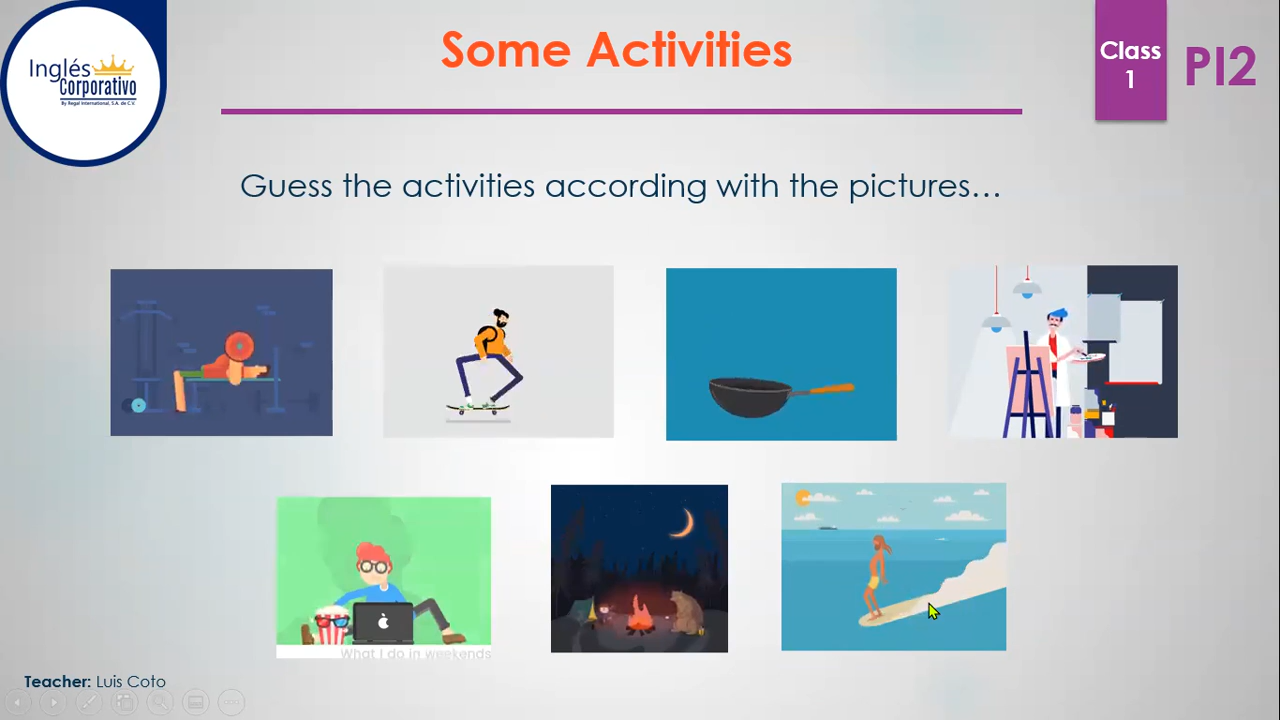 Inglés
Corporativo
By Regal International, S.A. de C.V.
Some Activities
Class
1
PI2
Guess the activities according with the pictures...
What I do in weekends
Teacher: Luis Coto